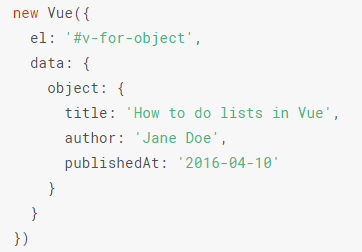 new Vue({
  el: '#v-for-object',
  data: {
    object: {
      title: 'How to do lists in Vue',
      author: 'Jane Doe',
      publishedAt: '2016-04-10'
    }
  }
})